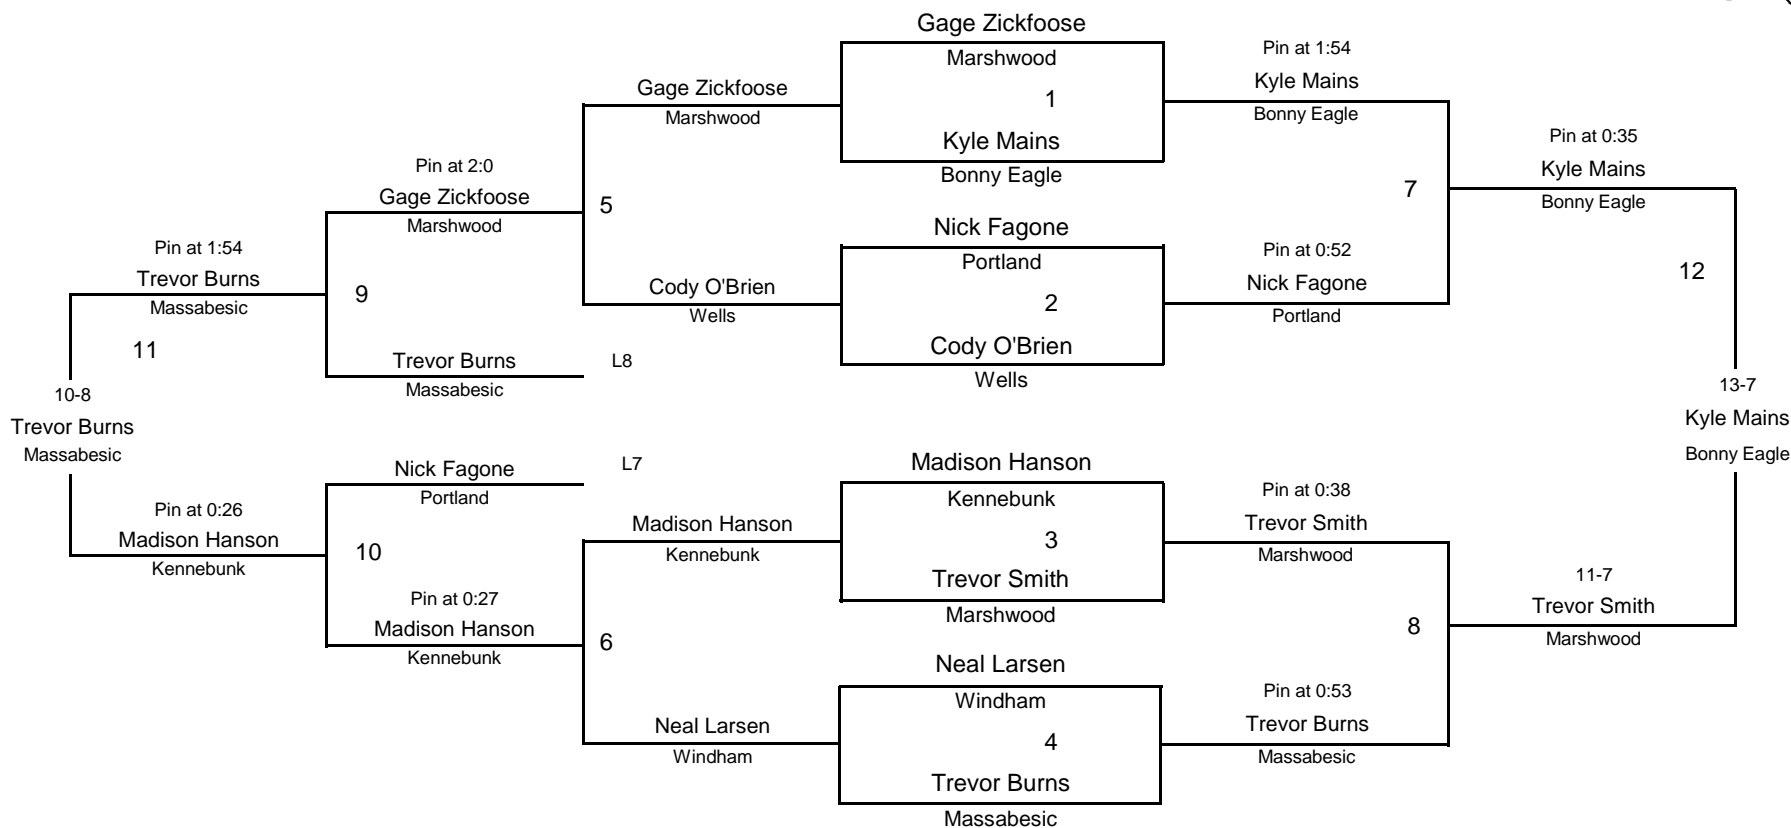 Gage Zickfoose
Marshwood
1
Kyle Mains
Bonny Eagle
Nick Fagone
Portland
2
Cody O'Brien
Wells
Madison Hanson
Kennebunk
3
Trevor Smith
Marshwood
Neal Larsen
Windham
4
Trevor Burns
Massabesic
Pin at 1:54
Kyle Mains
Bonny Eagle
7
Pin at 0:52
Nick Fagone
Portland
Pin at 0:38
Trevor Smith
Marshwood
8
Pin at 0:53
Trevor Burns
Massabesic
Pin at 0:35
Kyle Mains
Bonny Eagle
12
11-7
Trevor Smith
Marshwood
13-7
Kyle Mains
Bonny Eagle
Gage Zickfoose
Marshwood
5
Cody O'Brien
Wells
L8
L7
Madison Hanson
Kennebunk
6
Neal Larsen
Windham
Pin at 2:0
Gage Zickfoose
Marshwood
9
Trevor Burns
Massabesic
Nick Fagone
Portland
10
Pin at 0:27
Madison Hanson
Kennebunk
Pin at 1:54
Trevor Burns
Massabesic
11
Pin at 0:26
Madison Hanson
Kennebunk
10-8
Trevor Burns
Massabesic